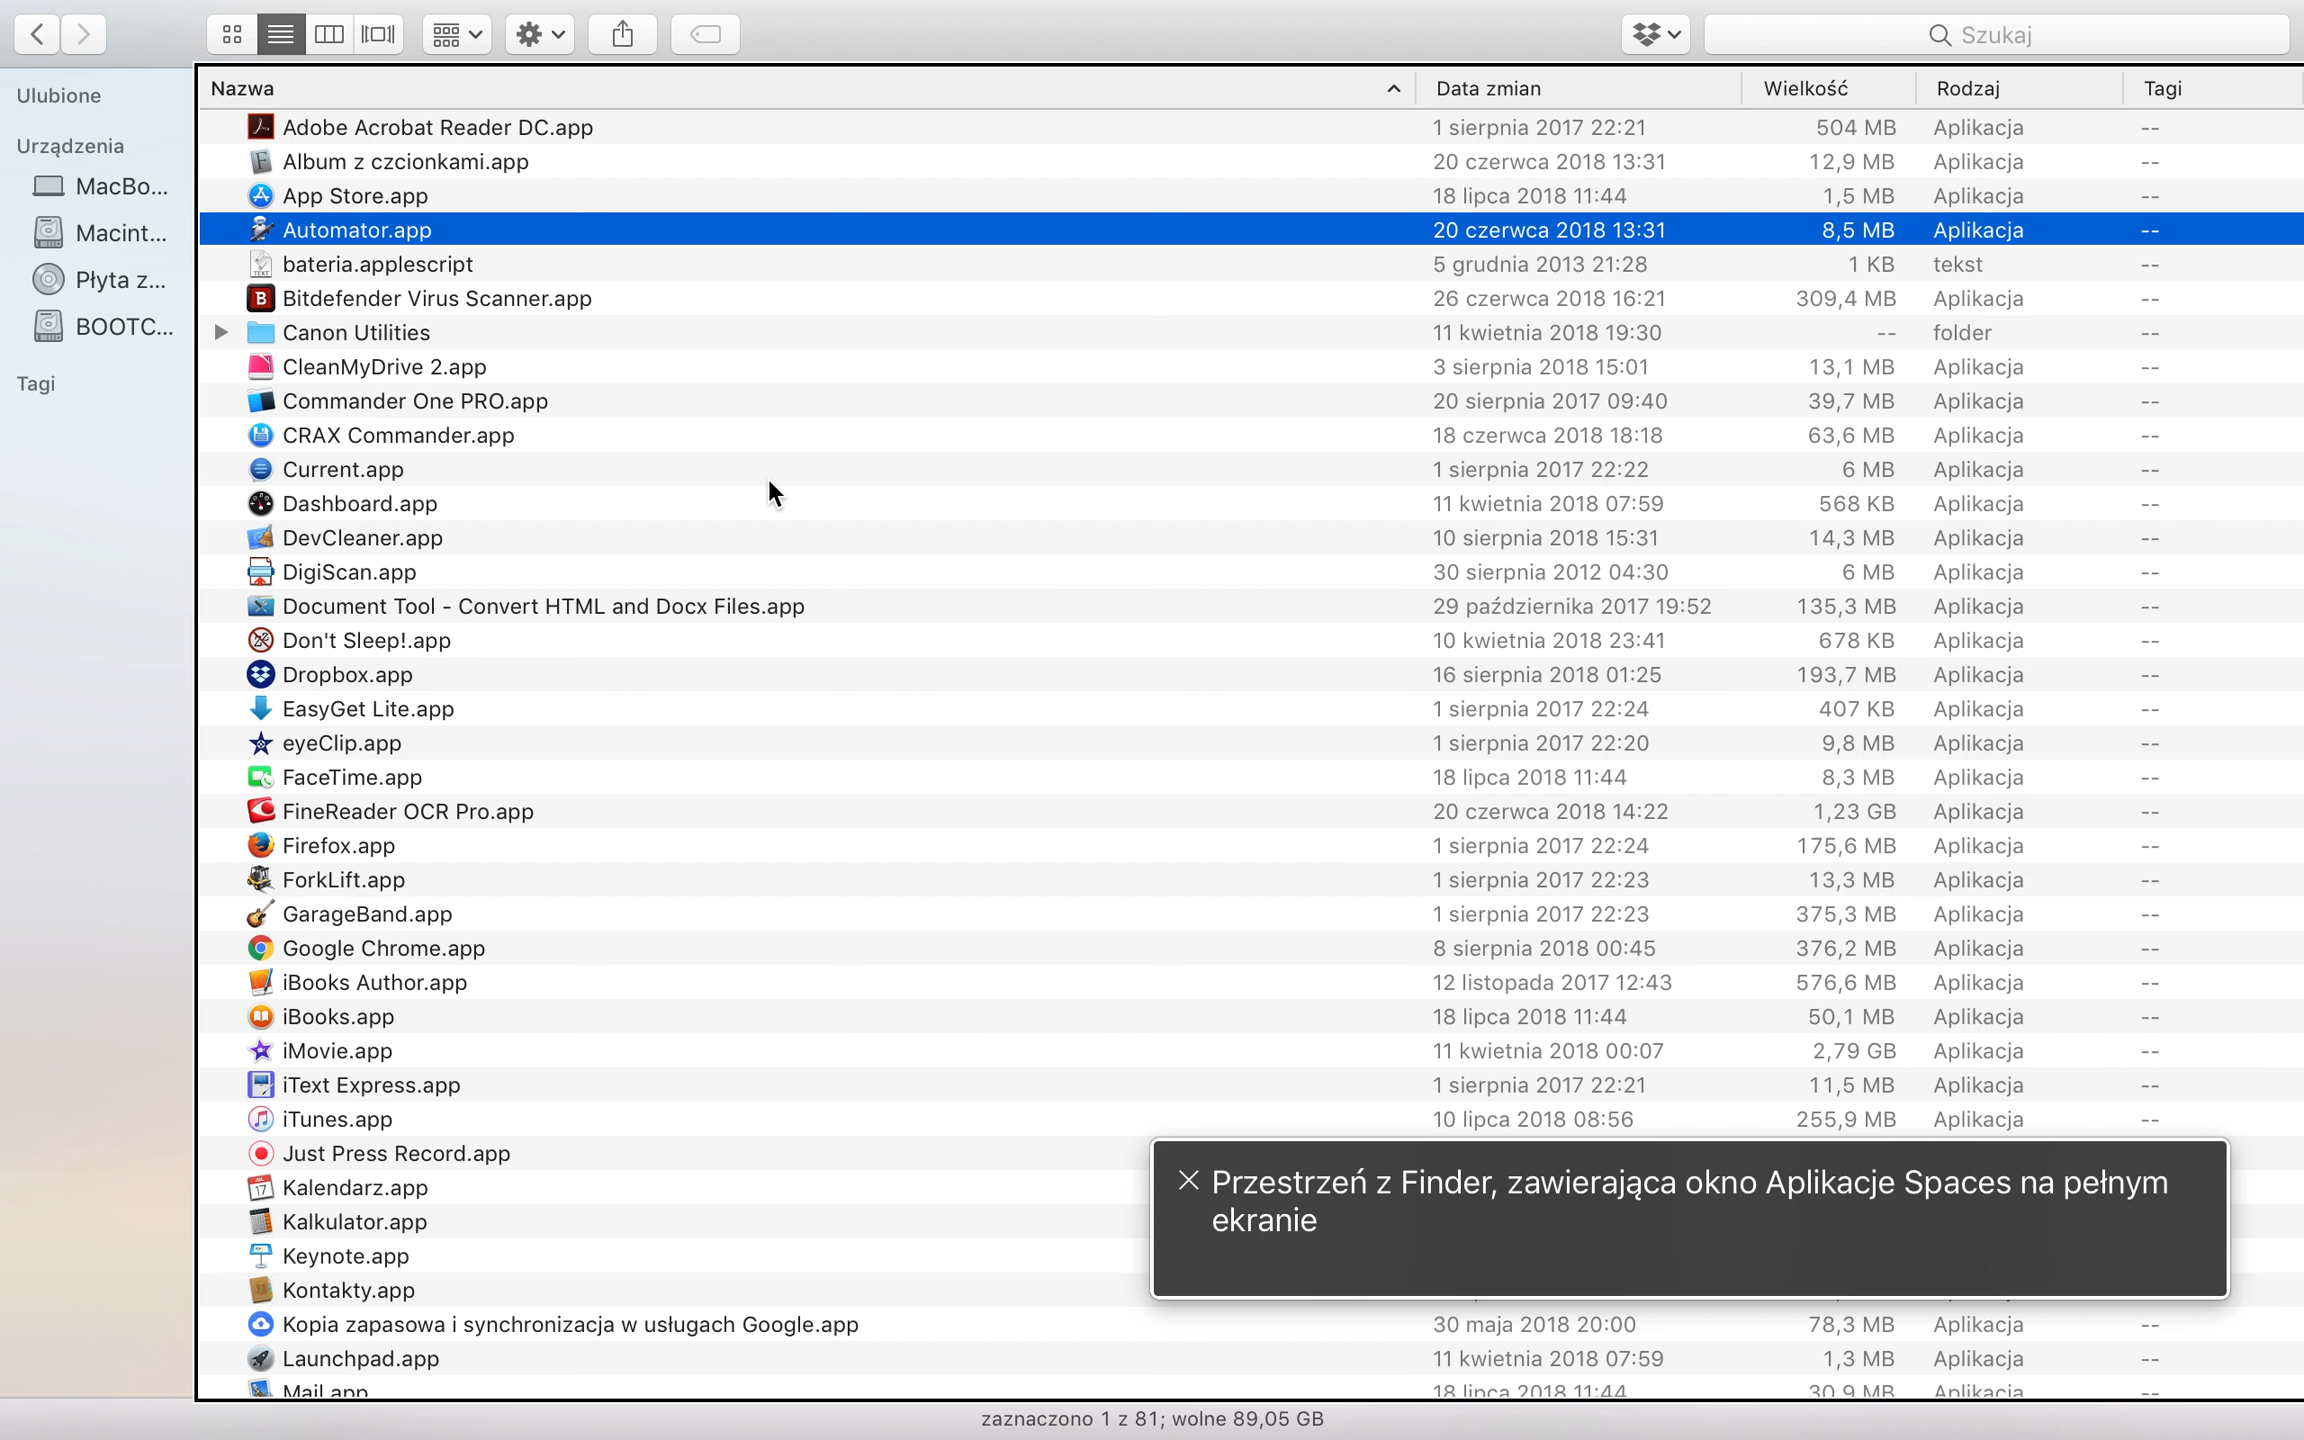 Szukaj
Ulubione
Urządzenia
MacBo...
Macint...
Płyta z...
BOOTC...
Tagi
Nazwa Data zmian Wielkość Rodzaj Tagi
Adobe Acrobat Reader DC.app 1 sierpnia 2017 22:21 504 MB Aplikacja --
Album z czcionkami.app 20 czerwca 2018 13:31 12,9 MB Aplikacja --
App Store.app 18 lipca 2018 11:44 1,5 MB Aplikacja --
Automator.app 20 czerwca 2018 13:31 8,5 MB Aplikacja --
bateria.applescript 5 grudnia 2013 21:28 1 KB tekst --
Bitdefender Virus Scanner.app 26 czerwca 2018 16:21 309,4 MB Aplikacja --
Canon Utilities 11 kwietnia 2018 19:30 -- folder --
CleanMyDrive 2.app 3 sierpnia 2018 15:01 13,1 MB Aplikacja --
Commander One PRO.app 20 sierpnia 2017 09:40 39,7 MB Aplikacja --
CRAX Commander.app 18 czerwca 2018 18:18 63,6 MB Aplikacja --
Current.app 1 sierpnia 2017 22:22 6 MB Aplikacja --
Dashboard.app 11 kwietnia 2018 07:59 568 KB Aplikacja --
DevCleaner.app 10 sierpnia 2018 15:31 14,3 MB Aplikacja --
DigiScan.app 30 sierpnia 2012 04:30 6 MB Aplikacja --
Document Tool - Convert HTML and Docx Files.app 29 października 2017 19:52 135,3 MB Aplikacja --
Don't Sleep!.app 10 kwietnia 2018 23:41 678 KB Aplikacja --
Dropbox.app 16 sierpnia 2018 01:25 193,7 MB Aplikacja --
EasyGet Lite.app 1 sierpnia 2017 22:24 407 KB Aplikacja --
eyeClip.app 1 sierpnia 2017 22:20 9,8 MB Aplikacja --
FaceTime.app 18 lipca 2018 11:44 8,3 MB Aplikacja --
FineReader OCR Pro.app 20 czerwca 2018 14:22 1,23 GB Aplikacja --
Firefox.app 1 sierpnia 2017 22:24 175,6 MB Aplikacja --
ForkLift.app 1 sierpnia 2017 22:23 13,3 MB Aplikacja --
GarageBand.app 1 sierpnia 2017 22:23 375,3 MB Aplikacja --
Google Chrome.app 8 sierpnia 2018 00:45 376,2 MB Aplikacja --
iBooks Author.app 12 listopada 2017 12:43 576,6 MB Aplikacja --
iBooks.app 18 lipca 2018 11:44 50,1 MB Aplikacja --
iMovie.app 11 kwietnia 2018 00:07 2,79 GB Aplikacja --
iText Express.app 1 sierpnia 2017 22:21 11,5 MB Aplikacja --
iTunes.app 10 lipca 2018 08:56 255,9 MB Aplikacja --
Just Press Record.app
Kalendarz.app
Kalkulator.app
Keynote.app
Kontakty.app
Kopia zapasowa i synchronizacja w usługach Google.app 30 maja 2018 20:00 78,3 MB Aplikacja --
Launchpad.app 11 kwietnia 2018 07:59 1,3 MB Aplikacja --
Mail.app 18 lipca 2018 11:44 30,9 MB Aplikacja --
Przestrzeń z Finder, zawierająca okno Aplikacje Spaces na pełnym
ekranie
zaznaczono 1 z 81; wolne 89,05 GB